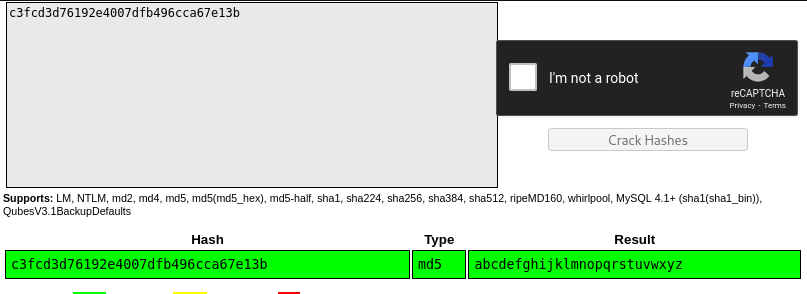 c3fcd3d76192e4007dfb496cca67e13b
I'm not a robot
reCAPTCHA
Privacy - Terms
Crack Hashes
Supports: LM, NTLM, md2, md4, md5, md5(md5_hex), md5-half, sha1, sha224, sha256, sha384, sha512, ripeMD160, whirlpool, MySQL 4.1+ (sha1(sha1_bin)),
QubesV3.1BackupDefaults
Hash Type Result
c3fcd3d76192e4007dfb496cca67e13b md5 abcdefghijklmnopqrstuvwxyz